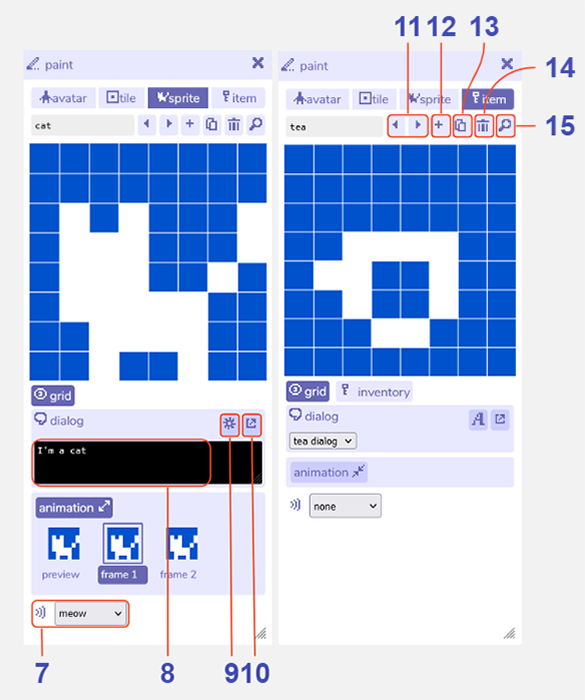 11 12 13
14
15
paint
avatar tile sprite item
cat
grid
dialog
I'm a cat
animation
preview frame 1 frame 2
meow
paint
avatar tile sprite item
tea
grid inventory
dialog
A
tea dialog
animation
none
7 8 9 10